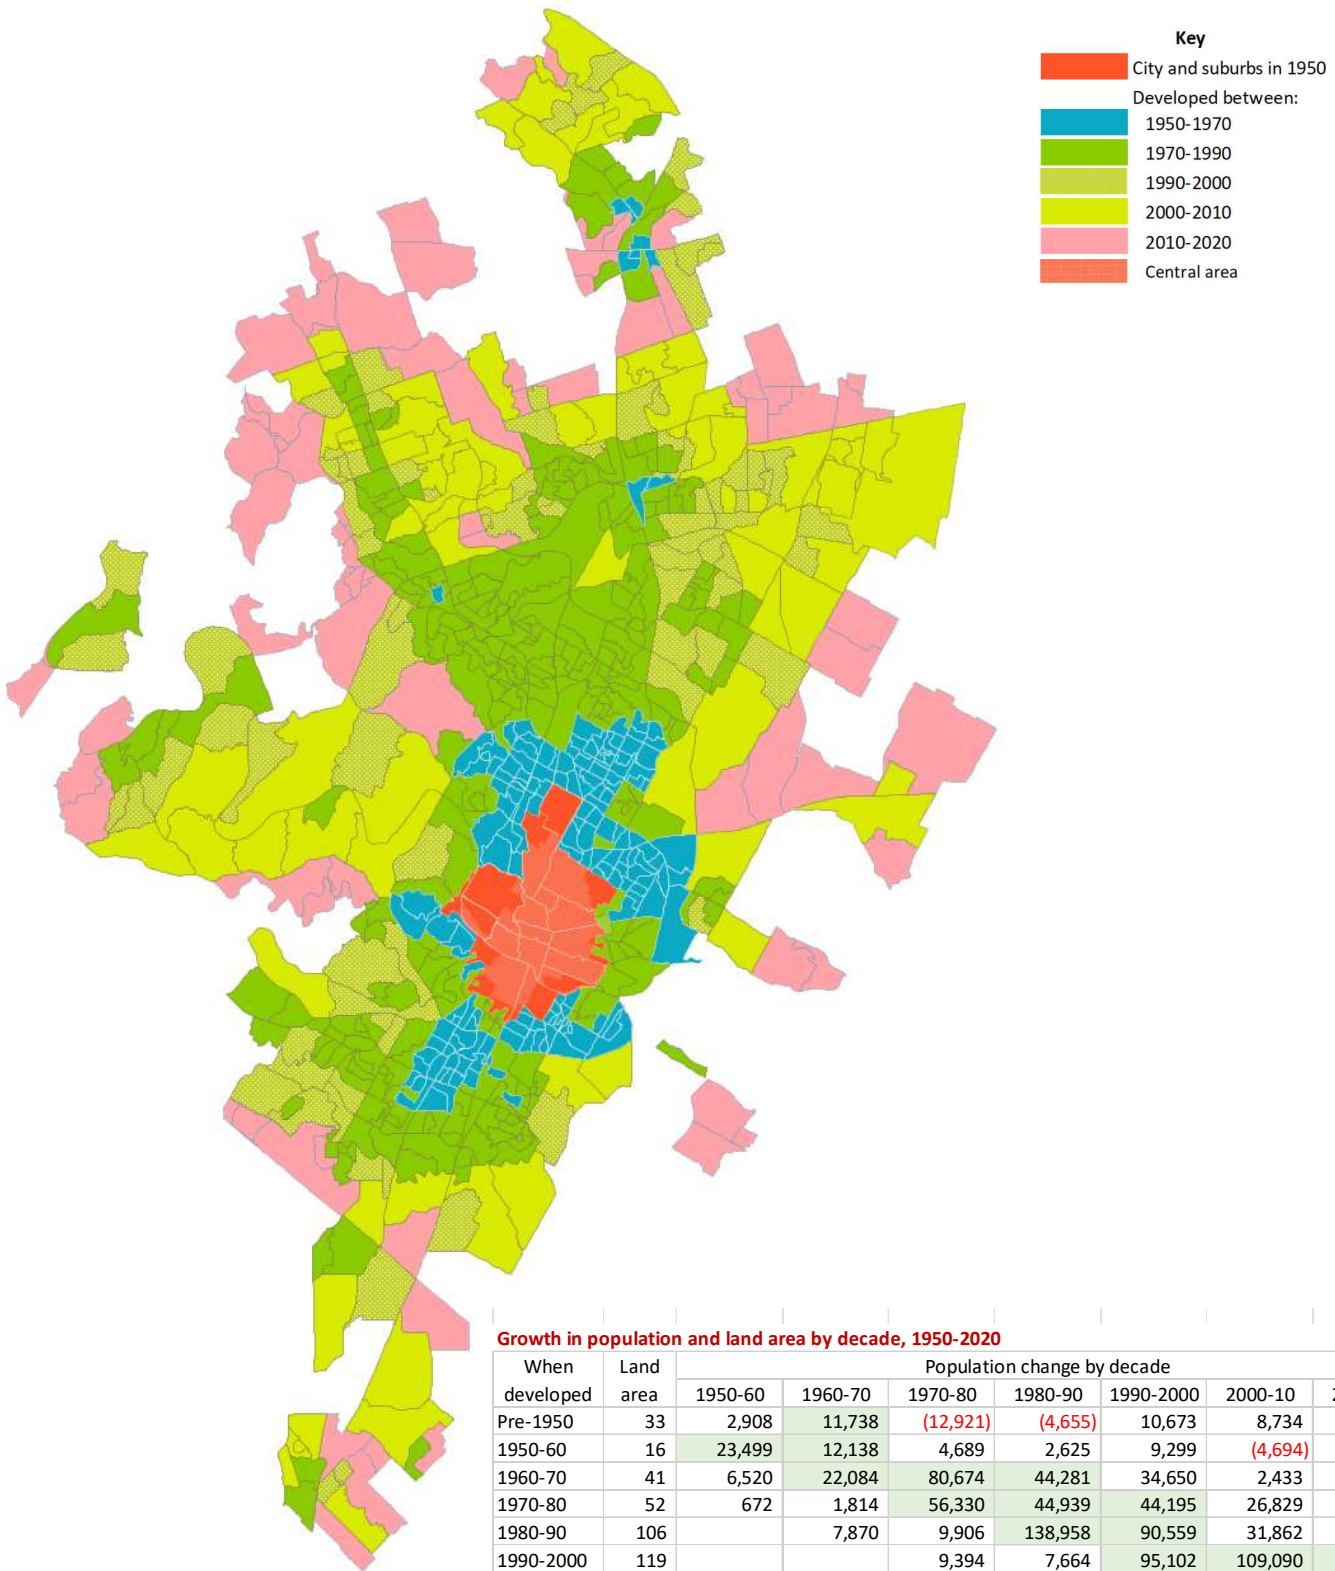 Key
City and suburbs in 1950
Developed between:
1950-1970
1970-1990
1990-2000
2000-2010
2010-2020
Central area
Growth in population and land area by decade, 1950-2020
When Land Population change by decade
developed area 1950-60 1960-70 1970-80 1980-90 1990-2000 2000-10
Pre-1950 33 2,908 11,738 (12,921) (4,655) 10,673 8,734
1950-60 16 23,499 12,138 4,689 2,625 9,299 (4,694)
1960-70 41 6,520 22,084 80,674 44,281 34,650 2,433
1970-80 52 672 1,814 56,330 44,939 44,195 26,829
1980-90 106 7,870 9,906 138,958 90,559 31,862
1990-2000 119 9,394 7,664 95,102 109,090